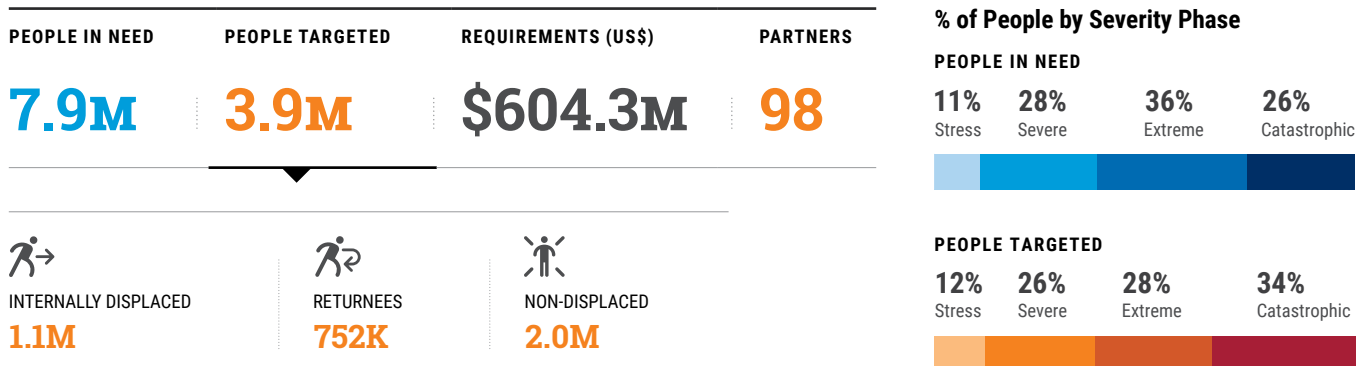 PEOPLE IN NEED
7.9M
PEOPLE TARGETED
3.9M
REQUIREMENTS (US$)
$604.3M
PARTNERS
98
INTERNALLY DISPLACED
1.1M
RETURNEES
752K
NON-DISPLACED
2.0M
% of People by Severity Phase
PEOPLE IN NEED
11% 28% 36% 26%
Stress Severe Extreme Catastrophic
PEOPLE TARGETED
12% 26% 28% 34%
Stress Severe Extreme Catastrophic